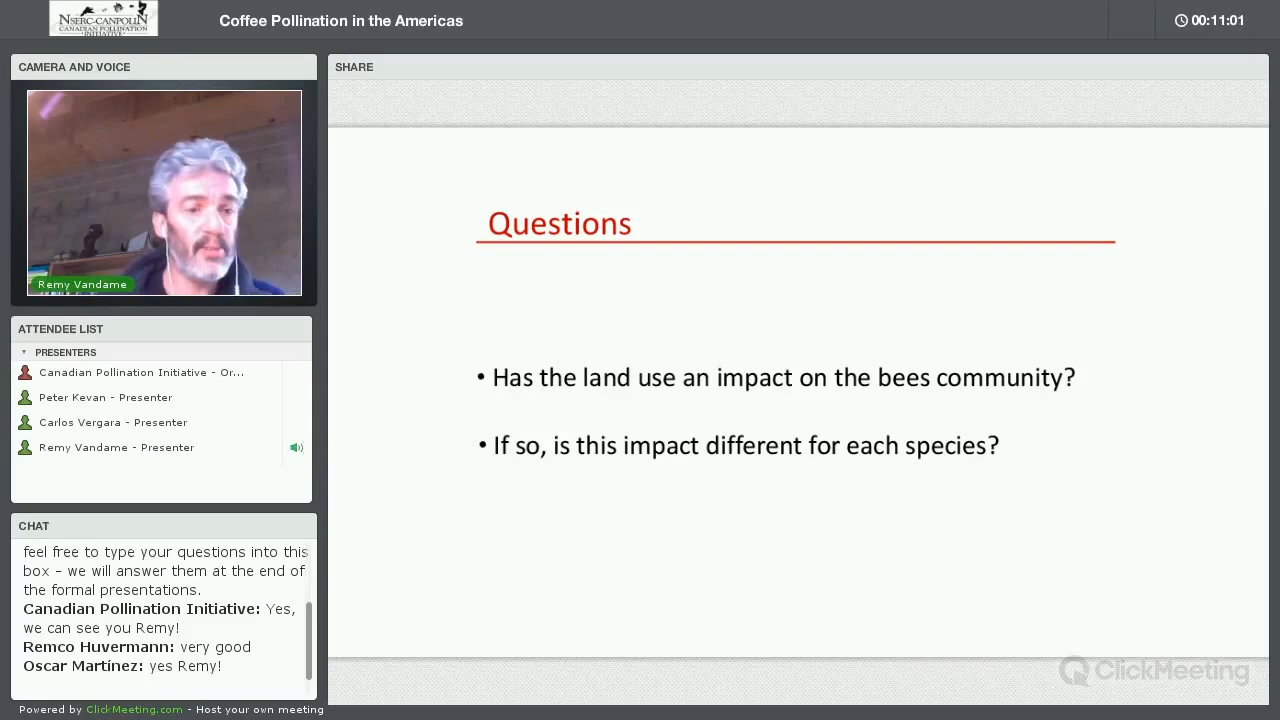 NSERC-CANPOLIN
CANADIAN POLLINATION
INITIATIVE
Coffee Pollination in the Americas
00:11:01
CAMERA AND VOICE
Remy Vandame
ATTENDEE LIST
PRESENTERS
Canadian Pollination Initiative - Or...
Peter Kevan - Presenter
Carlos Vergara - Presenter
Remy Vandame - Presenter
CHAT
feel free to type your questions into this
box - we will answer them at the end of
the formal presentations.
Canadian Pollination Initiative: Yes,
we can see you Remy!
Remco Huvermann: very good
Oscar Martínez: yes Remy!
Powered by ClickMeeting.com - Host your own meeting
SHARE
Questions
• Has the land use an impact on the bees community?
• If so, is this impact different for each species?
ClickMeeting